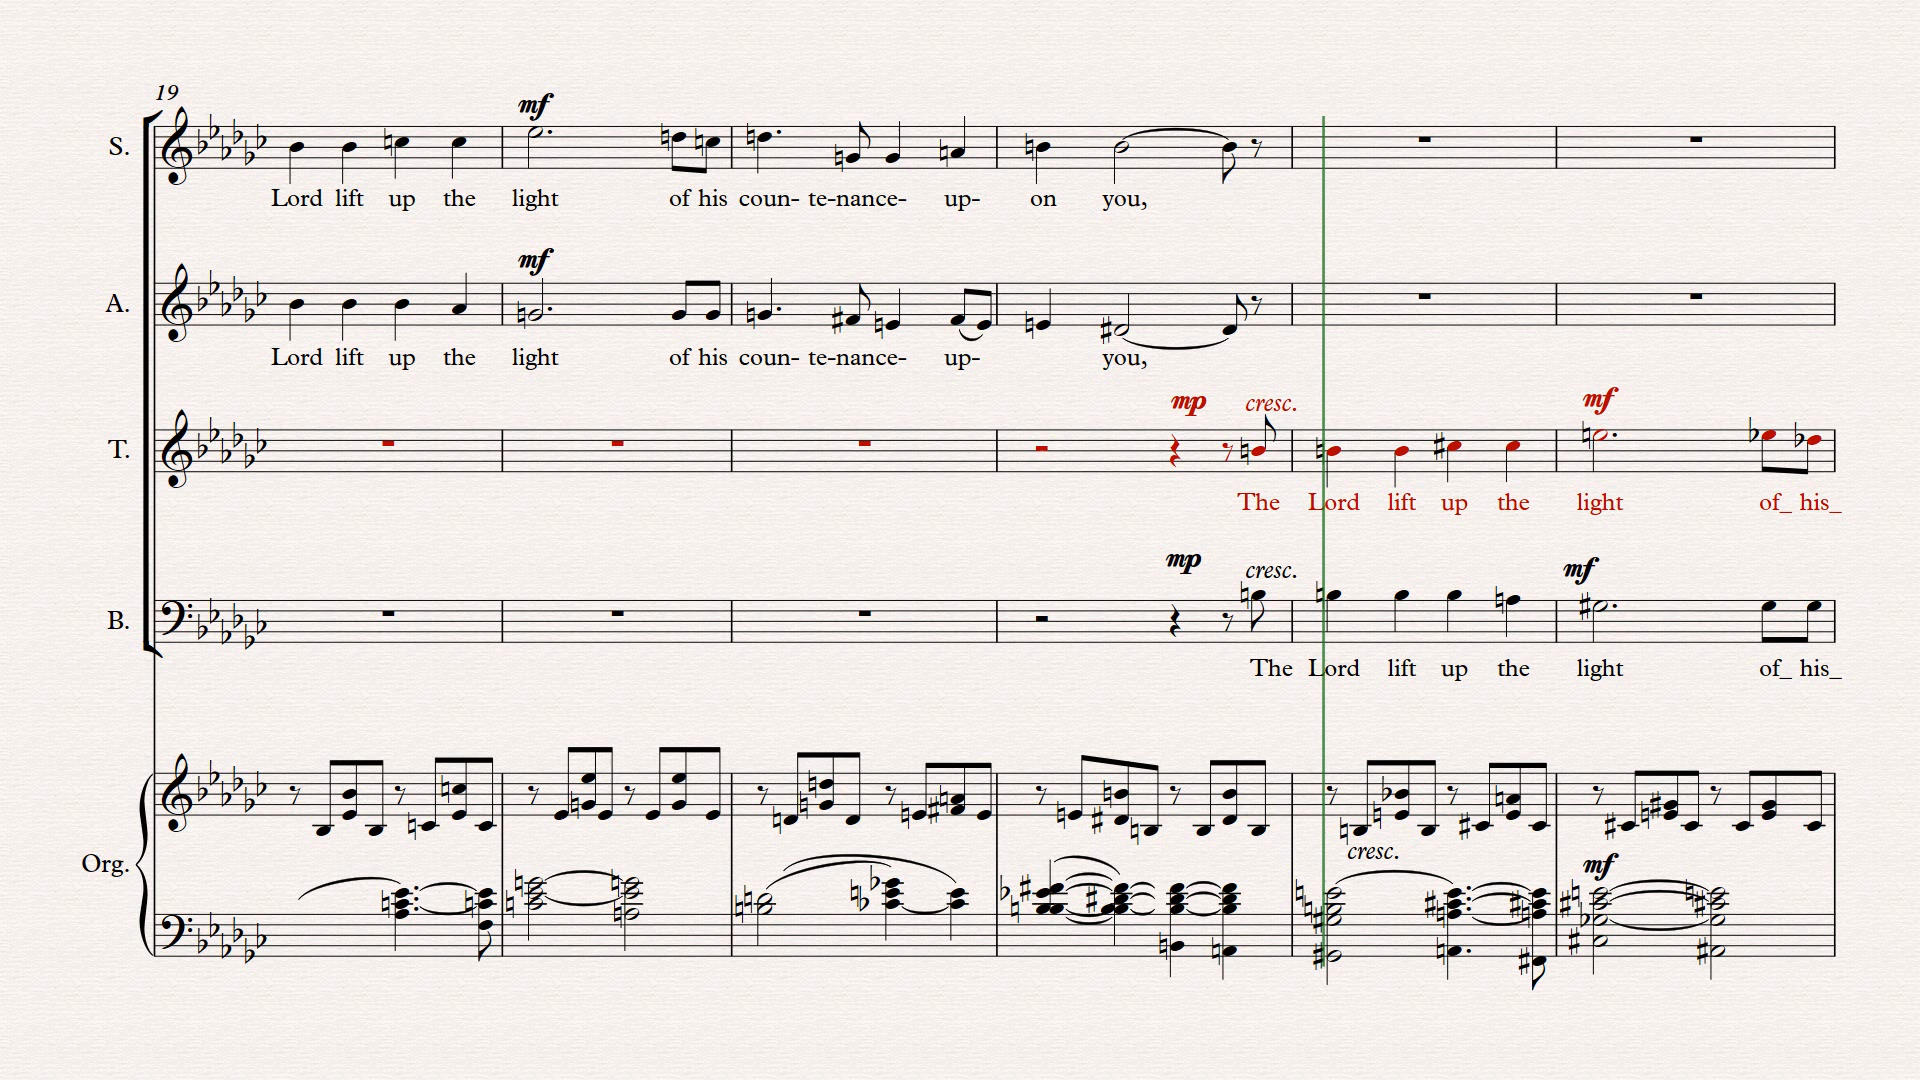 19
mf
S.
Lord lift up the light of his coun- te-nance- up- on you,
mf
A.
Lord lift up the light of his coun- te-nance- up- you,
mp cresc. mf
T.
The Lord lift up the light of_ his_
mp cresc. mf
B.
The Lord lift up the light of_ his_
Org.
cresc. mf